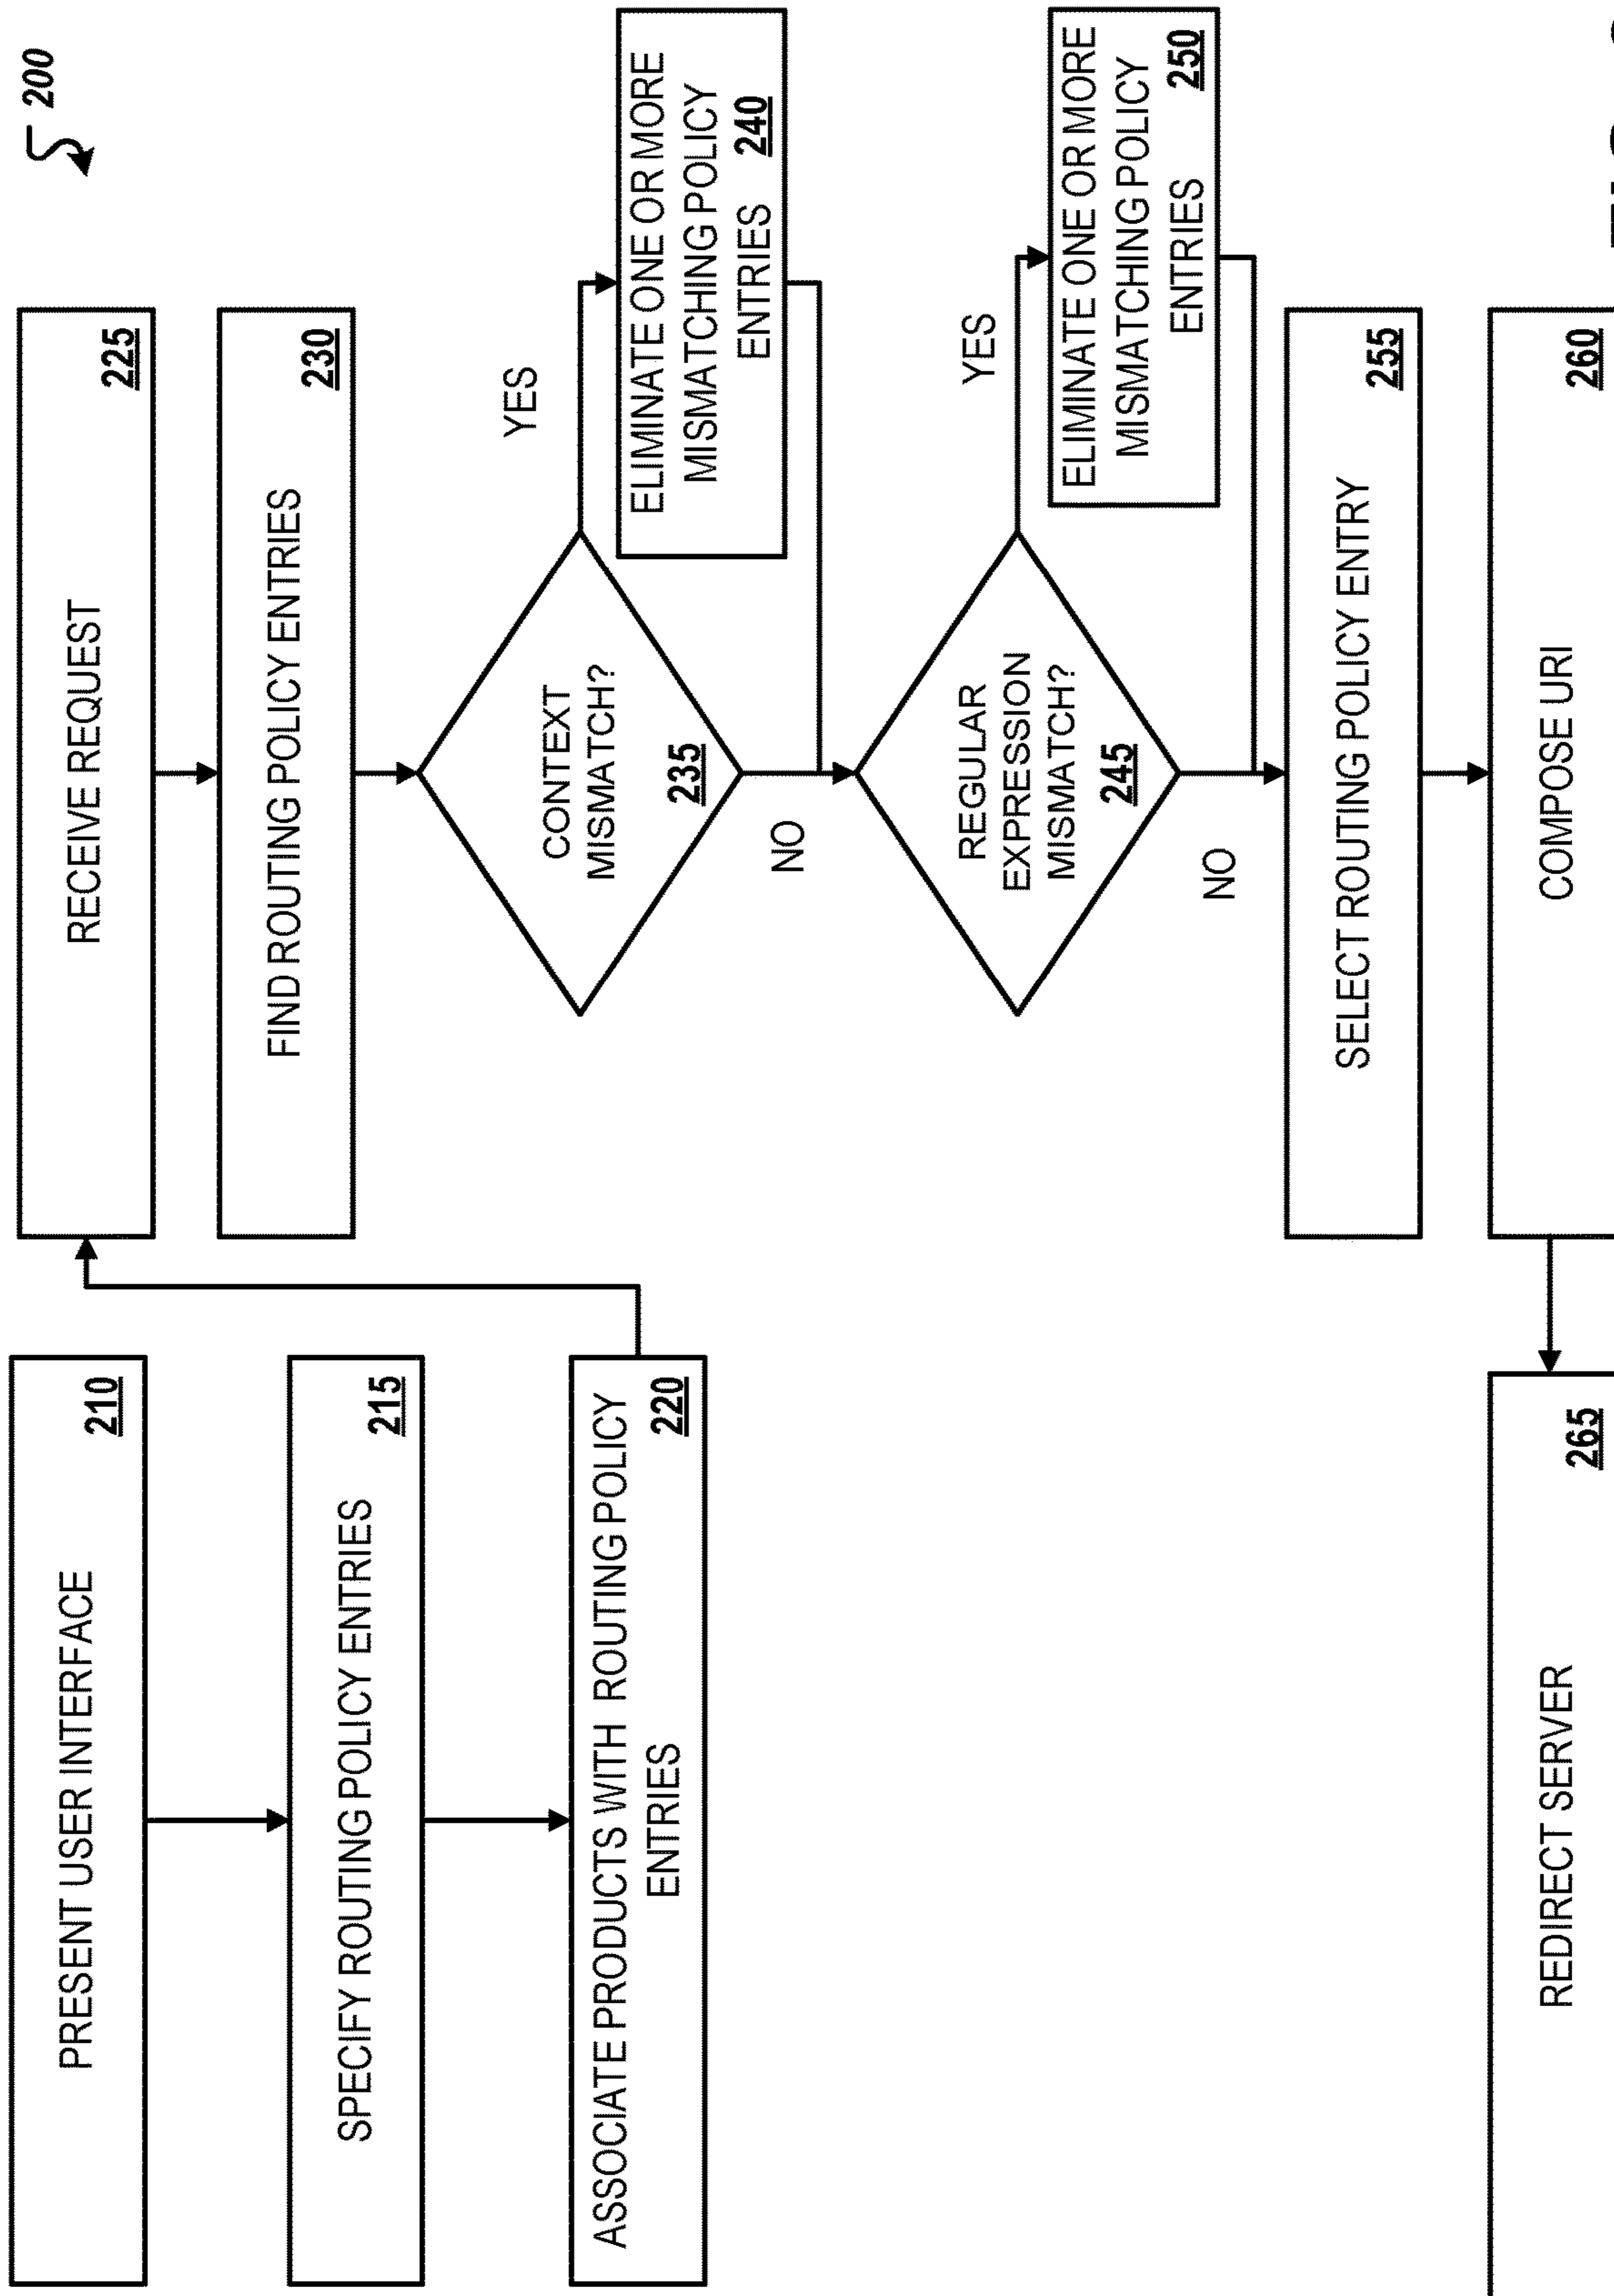 200
PRESENT USER INTERFACE
210
SPECIFY ROUTING POLICY ENTRIES
215
ASSOCIATE PRODUCTS WITH ROUTING POLICY
ENTRIES
220
RECEIVE REQUEST
225
FIND ROUTING POLICY ENTRIES
230
CONTEXT
MISMATCH?
235
YES
NO
ELIMINATE ONE OR MORE
MISMATCHING POLICY
ENTRIES 240
REGULAR
EXPRESSION
MISMATCH?
245
YES
NO
ELIMINATE ONE OR MORE
MISMATCHING POLICY
ENTRIES 250
SELECT ROUTING POLICY ENTRY
255
COMPOSE URI
260
REDIRECT SERVER
265